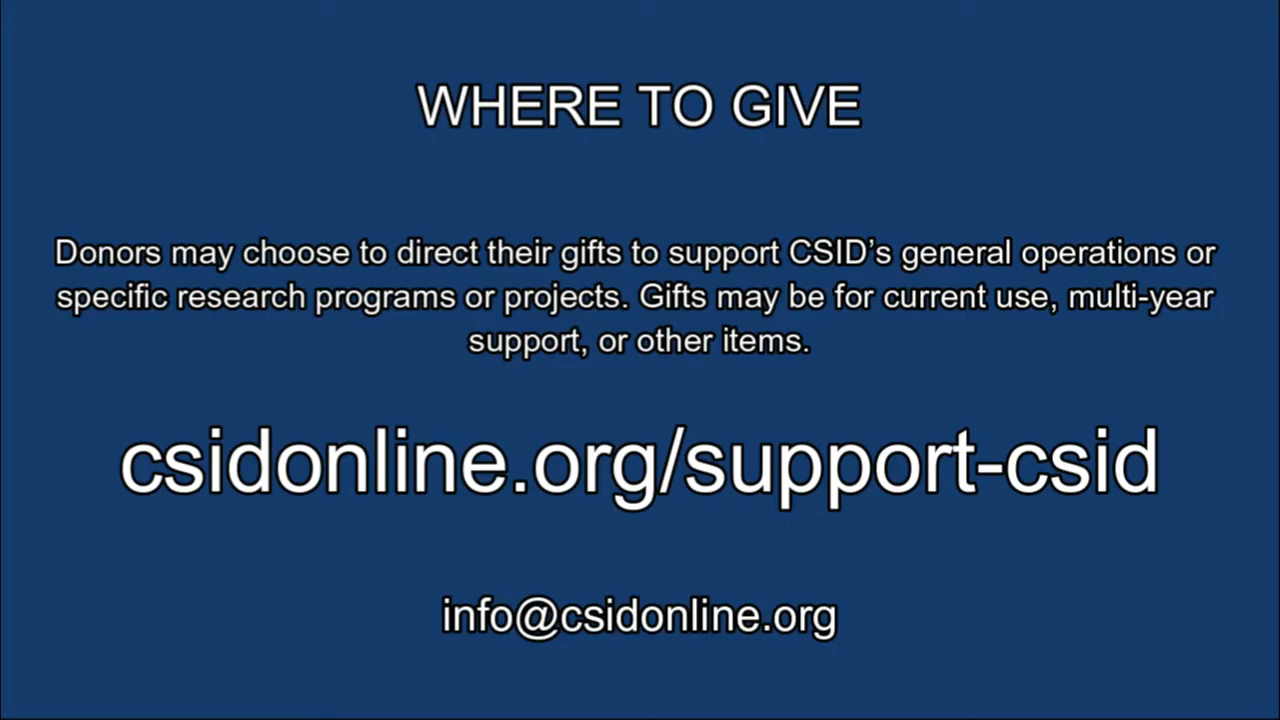 WHERE TO GIVE
Donors may choose to direct their gifts to support CSID’s general operations or
specific research programs or projects. Gifts may be for current use, multi-year
support, or other items.
csidonline.org/support-csid
info@csidonline.org